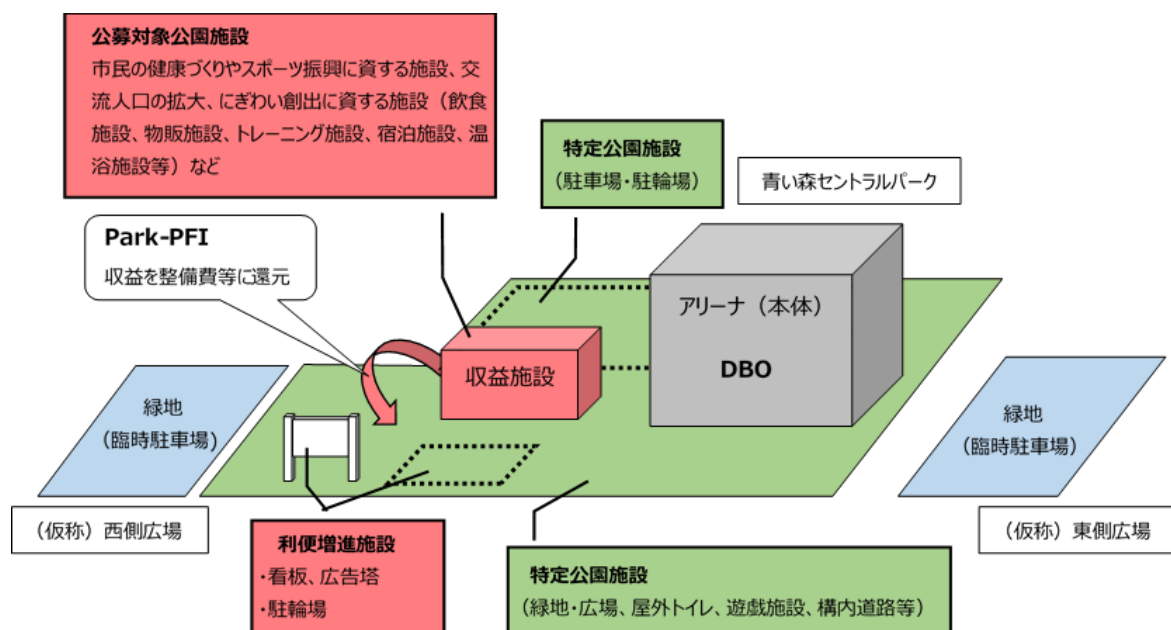 公募対象公園施設
市民の健康づくりやスポーツ振興に資する施設、交
流人口の拡大、にぎわい創出に資する施設（飲食
施設、物販施設、トレーニング施設、宿泊施設、温
浴施設等）など
特定公園施設
（駐車場・駐輪場）
青い森セントラルパーク
Park-PFI
収益を整備費等に還元
アリーナ（本体）
DBO
収益施設
緑地
（臨時駐車場）
緑地
（臨時駐車場）
（仮称）西側広場
（仮称）東側広場
利便増進施設
・看板、広告塔
・駐輪場
特定公園施設
（緑地・広場、屋外トイレ、遊戯施設、構内道路等）